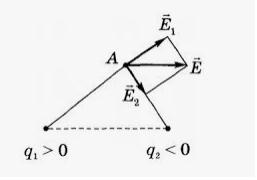 E⃗₁
A
E⃗
E⃗₂
q₁ > 0
q₂ < 0